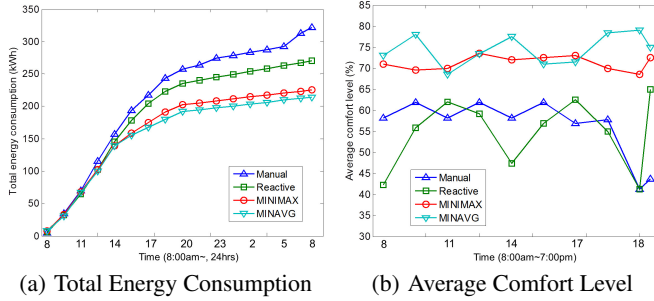 350
300
250
200
150
100
50
0
Total energy consumption (kWh)
Manual
Reactive
MINIMAX
MINAVG
8 11 14 17 20 23 2 5 8
Time (8:00am~, 24hrs)
(a) Total Energy Consumption
85
80
75
70
65
60
55
50
45
40
35
30
Average comfort level (%)
Manual
Reactive
MINIMAX
MINAVG
8 11 14 17 18
Time (8:00am~7:00pm)
(b) Average Comfort Level